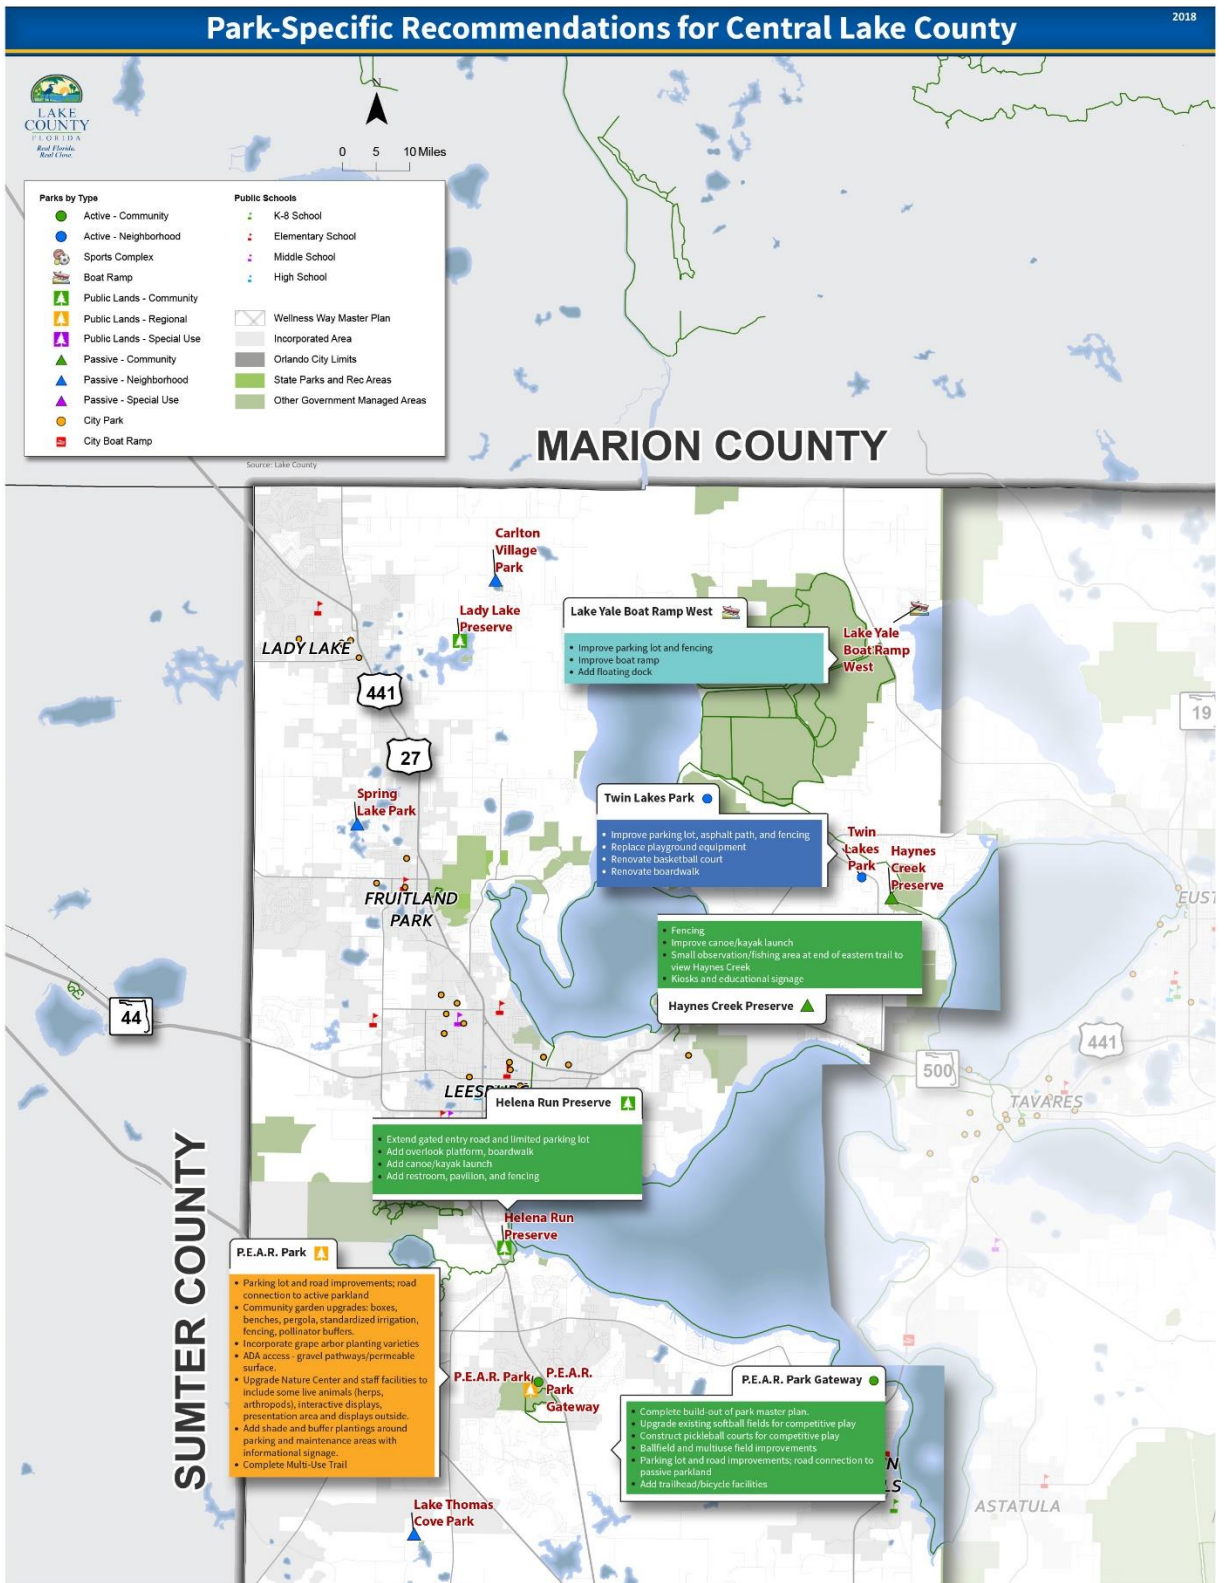 Park-Specific Recommendations for Central Lake County
2018
LAKE
COUNTY
FLORIDA
Real Florida.
Real Close.
N
0 5 10 Miles
Parks by Type
Active - Community
Active - Neighborhood
Sports Complex
Boat Ramp
Public Lands - Community
Public Lands - Regional
Public Lands - Special Use
Passive - Community
Passive - Neighborhood
Passive - Special Use
City Park
City Boat Ramp
Public Schools
K-8 School
Elementary School
Middle School
High School
Wellness Way Master Plan
Incorporated Area
Orlando City Limits
State Parks and Rec Areas
Other Government Managed Areas
Source: Lake County
MARION COUNTY
Carlton
Village
Park
Lady Lake
Preserve
LADY LAKE
441
27
Lake Yale Boat Ramp West
• Improve parking lot and fencing
• Improve boat ramp
• Add floating dock
Lake Yale
Boat Ramp
West
19
Spring
Lake Park
Twin Lakes Park
• Improve parking lot, asphalt path, and fencing
• Replace playground equipment
• Renovate basketball court
• Renovate boardwalk
Twin
Lakes
Park
Haynes
Creek
Preserve
FRUITLAND
PARK
EUST
• Fencing
• Improve canoe/kayak launch
• Small observation/fishing area at end of eastern trail to
view Haynes Creek
• Kiosks and educational signage
Haynes Creek Preserve
44
441
500
TAVARES
LEESBURG
Helena Run Preserve
• Extend gated entry road and limited parking lot
• Add overlook platform, boardwalk
• Add canoe/kayak launch
• Add restroom, pavilion, and fencing
Helena Run
Preserve
SUMTER COUNTY
P.E.A.R. Park
• Parking lot and road improvements; road
connection to active parkland
• Community garden upgrades: boxes,
benches, pergola, standardized irrigation,
fencing, pollinator buffers.
• Incorporate grape arbor planting varieties
• ADA access - gravel pathways/permeable
surface.
• Upgrade Nature Center and staff facilities to
include some live animals (herps,
arthropods), interactive displays,
presentation area and displays outside.
• Add shade and buffer plantings around
parking and maintenance areas with
informational signage.
• Complete Multi-Use Trail
P.E.A.R. Park
P.E.A.R.
Park
Gateway
P.E.A.R. Park Gateway
• Complete build-out of park master plan.
• Upgrade existing softball fields for competitive play
• Construct pickleball courts for competitive play
• Ballfield and multiuse field improvements
• Parking lot and road improvements; road connection to
passive parkland
• Add trailhead/bicycle facilities
N
LS
ASTATULA
Lake Thomas
Cove Park